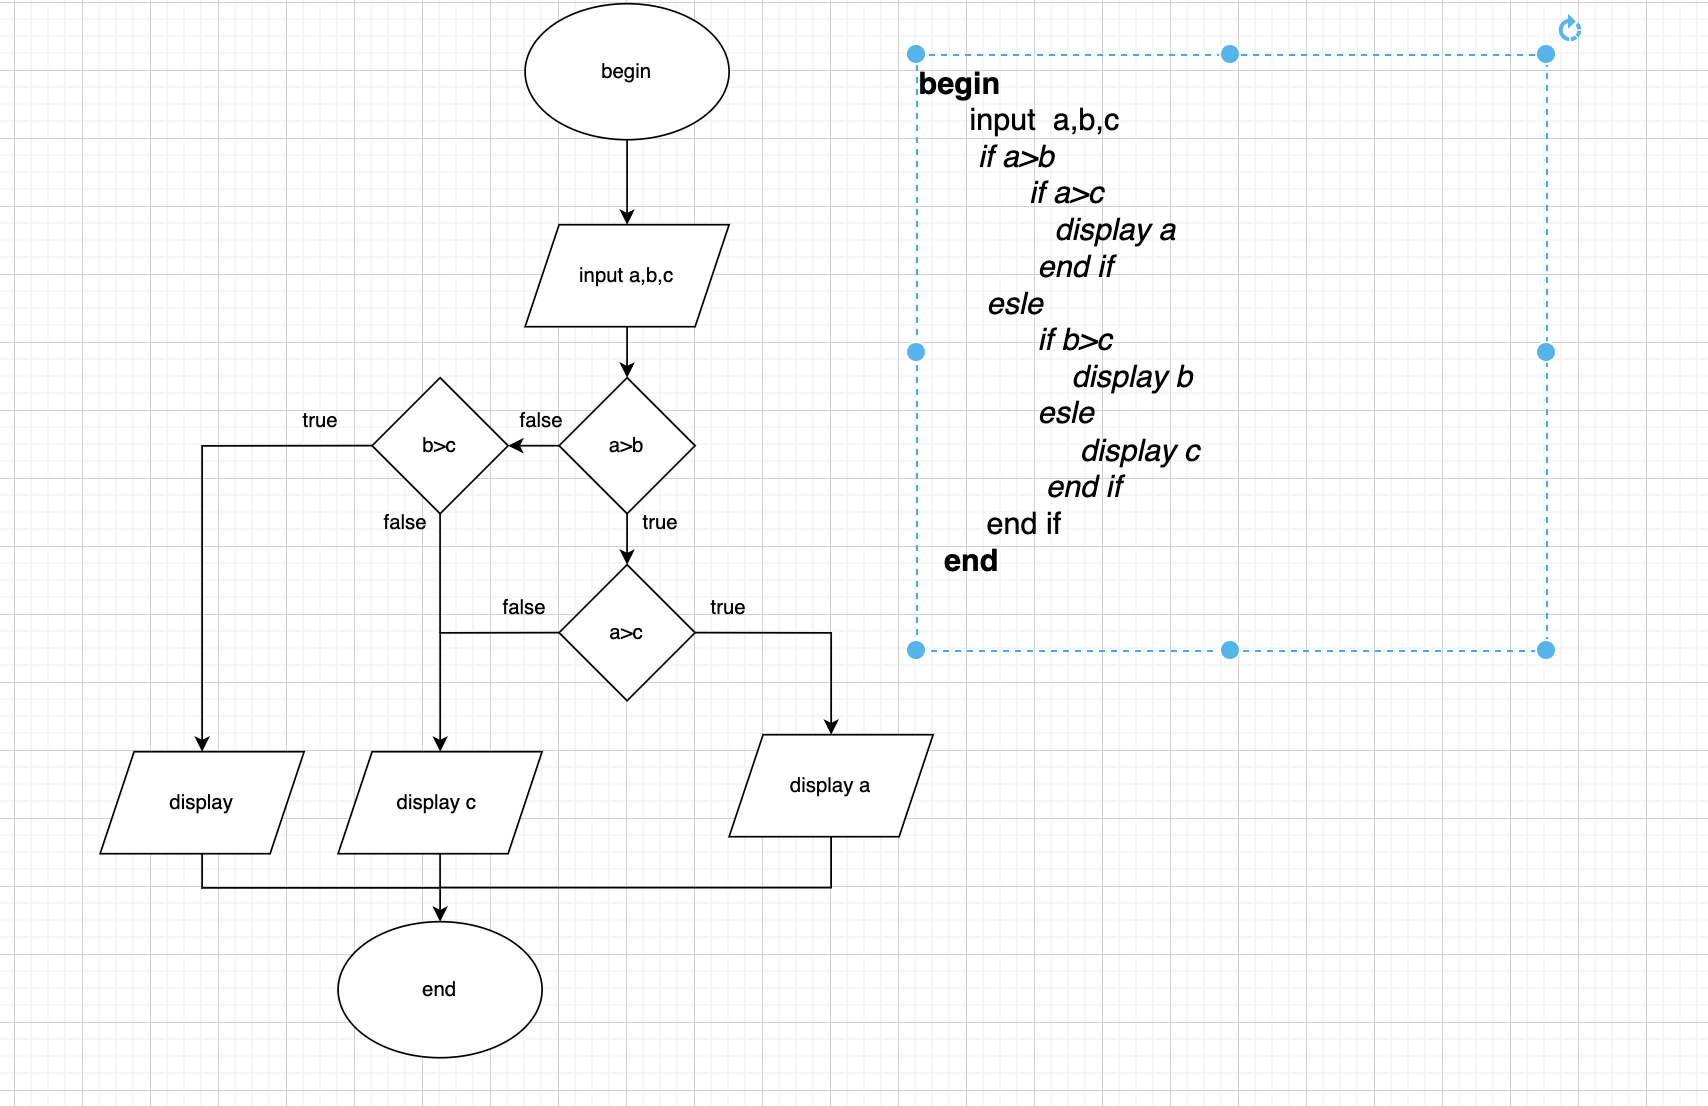 begin
input a,b,c
true
b>c
false
a>b
false
true
false
a>c
true
display
display c
display a
end
begin
input a,b,c
if a>b
if a>c
display a
end if
esle
if b>c
display b
esle
display c
end if
end if
end